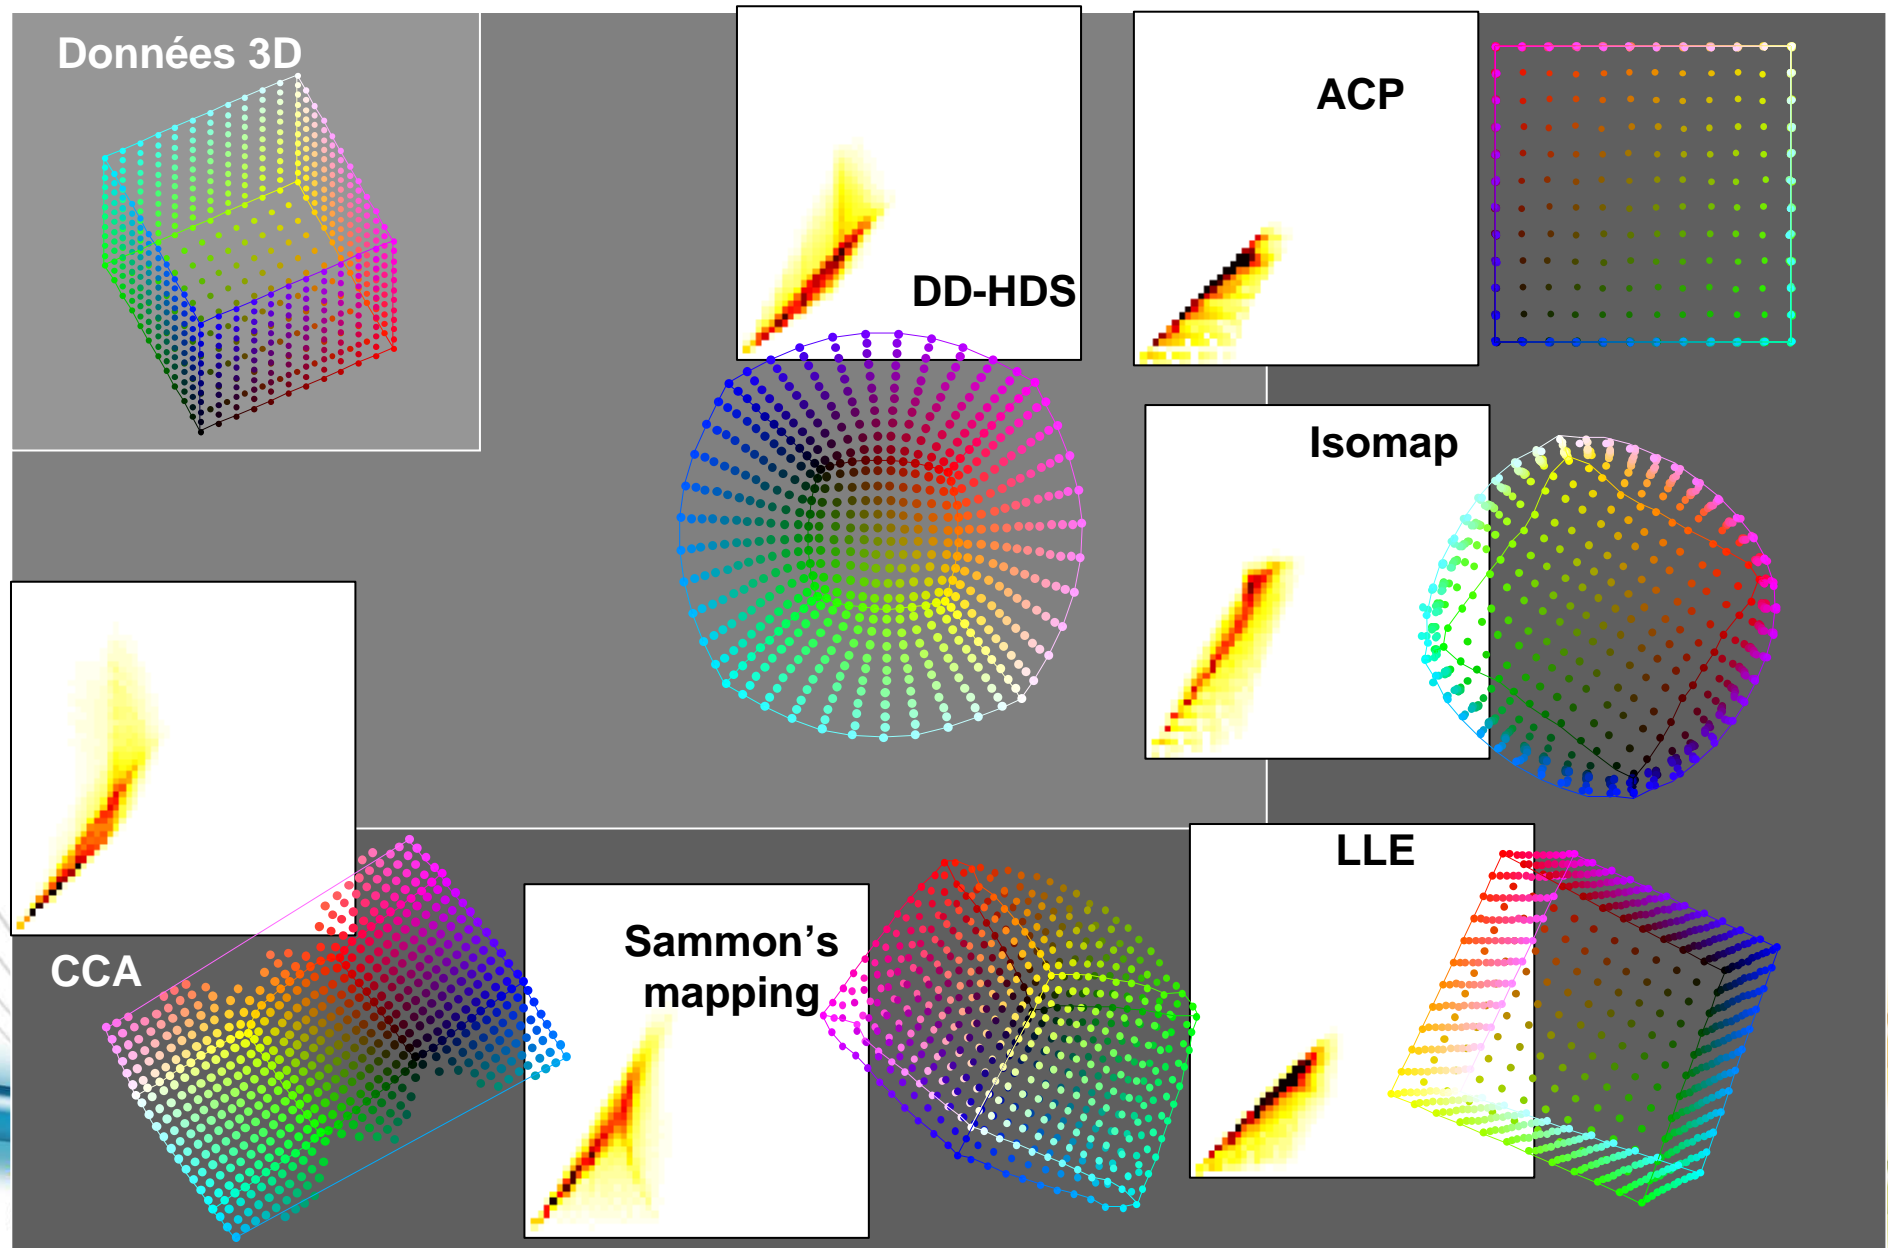 Données 3D
ACP
DD-HDS
Isomap
LLE
Sammon’s
mapping
CCA